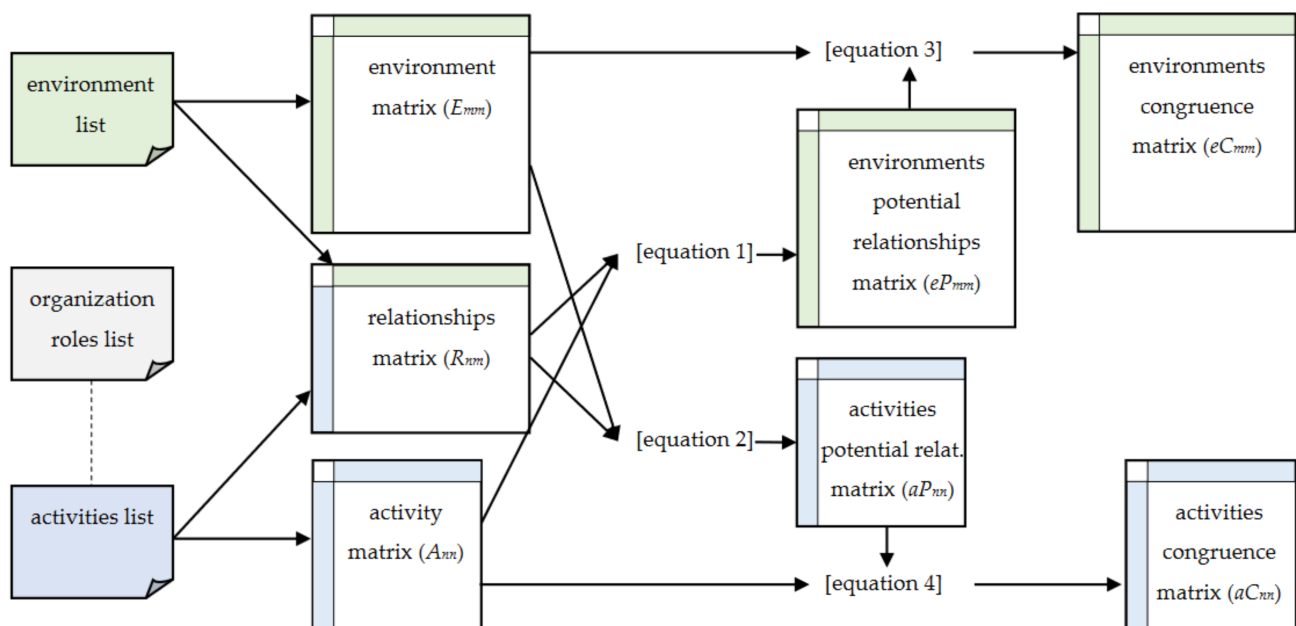 environment
list
organization
roles list
activities list
environment
matrix (Emm)
relationships
matrix (Rnm)
activity
matrix (Ann)
[equation 1]
[equation 2]
[equation 3]
environments
potential
relationships
matrix (ePmm)
activities
potential relat.
matrix (aPnn)
[equation 4]
environments
congruence
matrix (eCmm)
activities
congruence
matrix (aCnn)